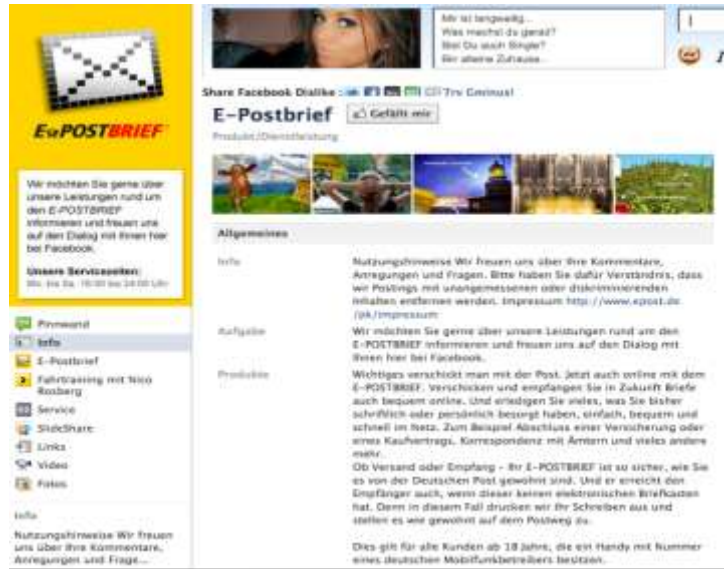 Mir ist langweilig...
Was machst du gerad?
Bist Du auch Single?
Bin alleine Zuhause...
Share Facebook Dislike :
Try Gminus!
E-Postbrief
Gefällt mir
Produkt/Dienstleistung
E POSTBRIEF
Wir möchten Sie gerne über
unsere Leistungen rund um
den E-POSTBRIEF
informieren und freuen uns
auf den Dialog mit Ihnen hier
bei Facebook.
Unsere Servicezeiten:
Pinnwand
Info
E-Postbrief
Fahrtraining mit Nico
Rosberg
Service
SlideShare
Links
Video
Fotos
Info
Nutzungshinweise Wir freuen
uns über Ihre Kommentare,
Anregungen und Frage...
Allgemeines
Info
Nutzungshinweise Wir freuen uns über Ihre Kommentare,
Anregungen und Fragen. Bitte haben Sie dafür Verständnis, dass
wir Postings mit unangemessenen oder diskriminierenden
Inhalten entfernen werden. Impressum http://www.epost.de
/pk/impressum
Aufgabe
Wir möchten Sie gerne über unsere Leistungen rund um den
E-POSTBRIEF informieren und freuen uns auf den Dialog mit
Ihnen hier bei Facebook.
Produkte
Wichtiges verschickt man mit der Post. Jetzt auch online mit dem
E-POSTBRIEF. Verschicken und empfangen Sie in Zukunft Briefe
auch bequem online. Und erledigen Sie vieles, was Sie bisher
schriftlich oder persönlich besorgt haben, einfach, bequem und
schnell im Netz. Zum Beispiel Abschluss einer Versicherung oder
eines Kaufvertrags, Korrespondenz mit Ämtern und vieles andere
mehr.
Ob Versand oder Empfang - Ihr E-POSTBRIEF ist so sicher, wie Sie
es von der Deutschen Post gewohnt sind. Und er erreicht den
Empfänger auch, wenn dieser keinen elektronischen Briefkasten
hat. Denn in diesem Fall drucken wir Ihr Schreiben aus und
stellen es wie gewohnt auf dem Postweg zu.
Dies gilt für alle Kunden ab 18 Jahre, die ein Handy mit Nummer
eines deutschen Mobilfunkbetreibers besitzen.